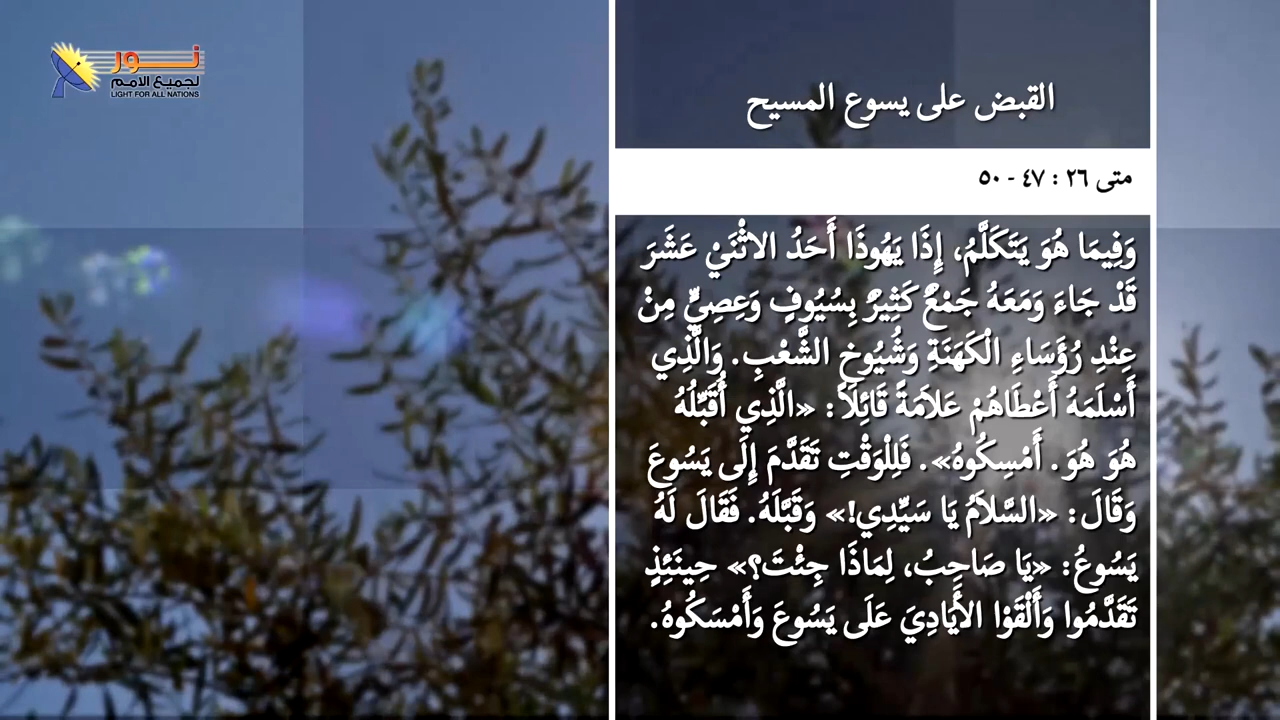 نور
لجميع الامم
LIGHT FOR ALL NATIONS
القبض على يسوع المسيح
متى ٢٦ : ٤٧ - ٥٠
وَفِيمَا هُوَ يَتَكَلَّمُ، إِذَا يَهُوذَا أَحَدُ الاثْنَيْ عَشَرَ
قَدْ جَاءَ وَمَعَهُ جَمْعٌ كَثِيرٌ بِسُيُوفٍ وَعِصِيٍّ مِنْ
عِنْدِ رُؤَسَاءِ الْكَهَنَةِ وَشُيُوخِ الشَّعْبِ. وَالَّذِي
أَسْلَمَهُ أَعْطَاهُمْ عَلاَمَةً قَائِلاً: «الَّذِي أُقَبِّلُهُ
هُوَ هُوَ. أَمْسِكُوهُ». فَلِلْوَقْتِ تَقَدَّمَ إِلَى يَسُوعَ
وَقَالَ: «السَّلاَمُ يَا سَيِّدِي!» وَقَبَّلَهُ. فَقَالَ لَهُ
يَسُوعُ: «يَا صَاحِبُ، لِمَاذَا جِئْتَ؟» حِينَئِذٍ
تَقَدَّمُوا وَأَلْقَوْا الأَيَادِيَ عَلَى يَسُوعَ وَأَمْسَكُوهُ.